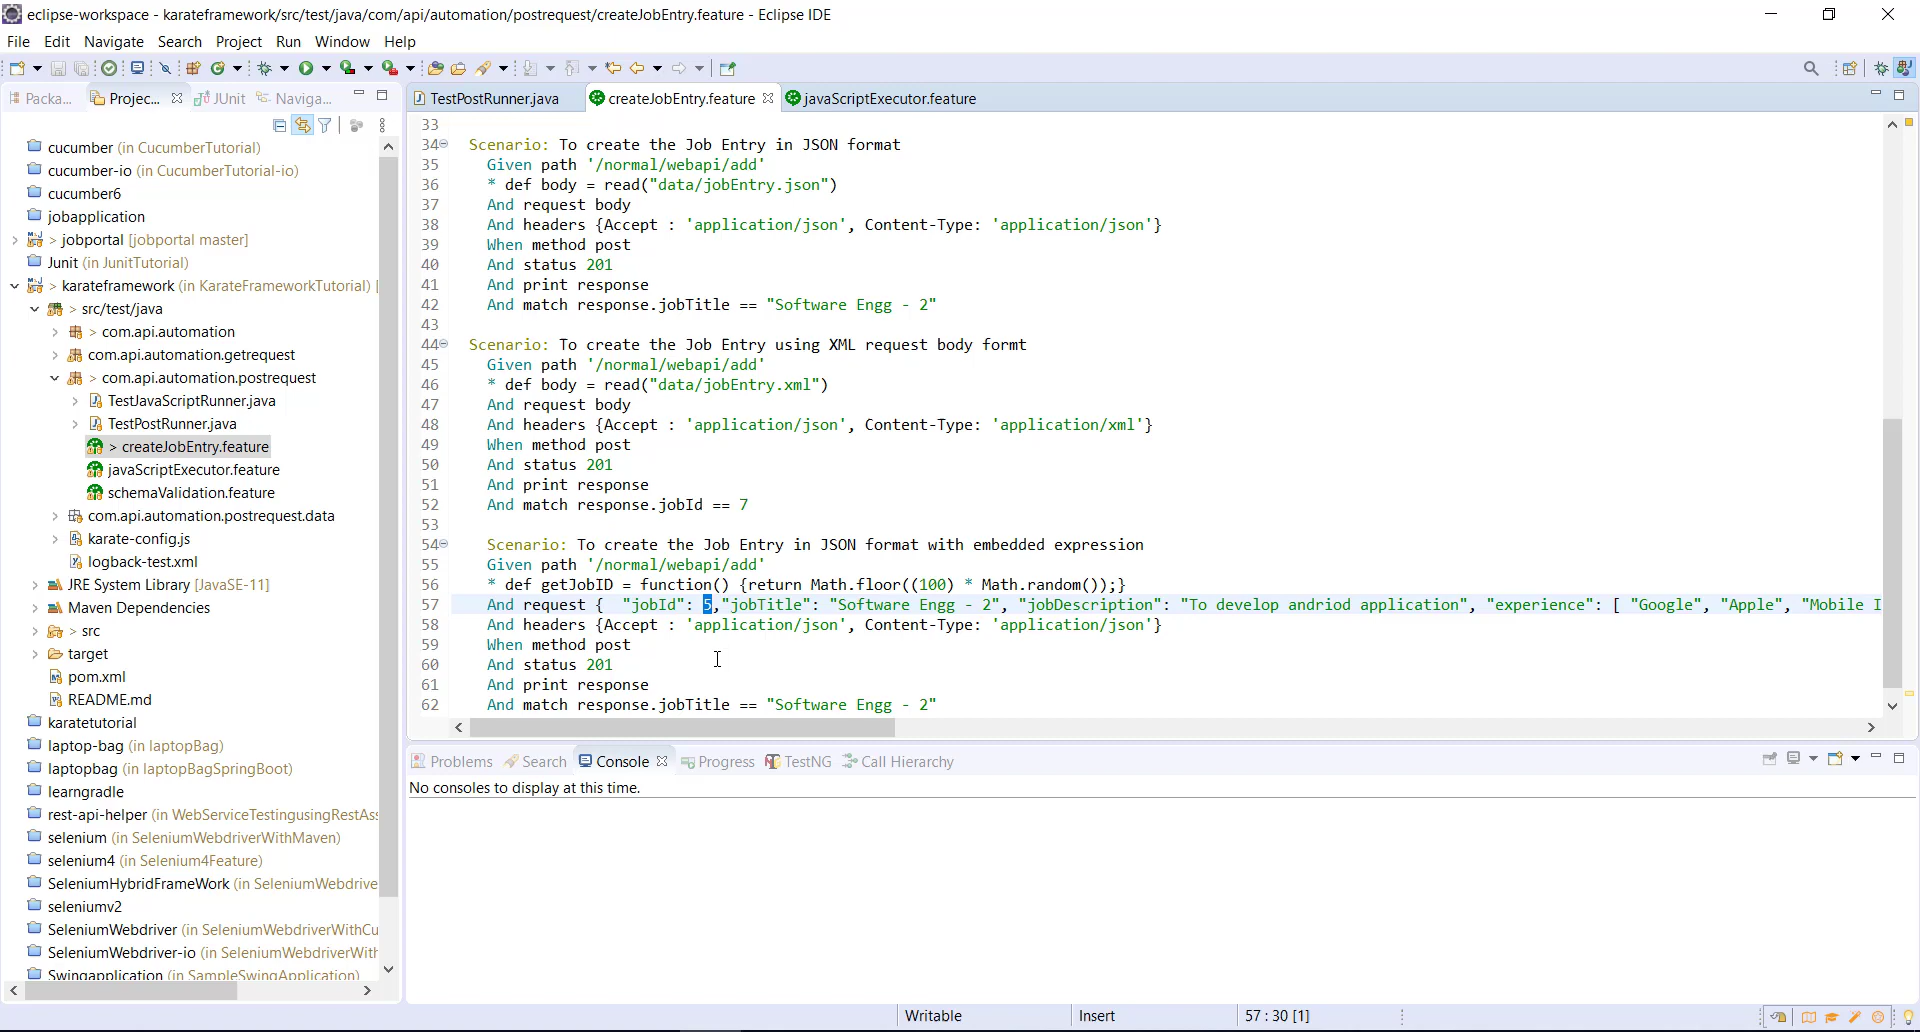 eclipse-workspace - karateframework/src/test/java/com/api/automation/postrequest/createJobEntry.feature - Eclipse IDE
File Edit Navigate Search Project Run Window Help
Packa... Projec... JUnit Naviga...
cucumber (in CucumberTutorial)
cucumber-io (in CucumberTutorial-io)
cucumber6
jobapplication
> jobportal [jobportal master]
Junit (in JunitTutorial)
> karateframework (in KarateFrameworkTutorial) [
> src/test/java
> com.api.automation
com.api.automation.getrequest
> com.api.automation.postrequest
TestJavaScriptRunner.java
TestPostRunner.java
> createJobEntry.feature
javaScriptExecutor.feature
schemaValidation.feature
com.api.automation.postrequest.data
karate-config.js
logback-test.xml
JRE System Library [JavaSE-11]
Maven Dependencies
> src
target
pom.xml
README.md
karatetutorial
laptop-bag (in laptopBag)
laptopbag (in laptopBagSpringBoot)
learngradle
rest-api-helper (in WebServiceTestingusingRestAs
selenium (in SeleniumWebdriverWithMaven)
selenium4 (in Selenium4Feature)
SeleniumHybridFrameWork (in SeleniumWebdrive
seleniumv2
SeleniumWebdriver (in SeleniumWebdriverWithCu
SeleniumWebdriver-io (in SeleniumWebdriverWith
Swingapplication (in SampleSwingApplication)
TestPostRunner.java createJobEntry.feature javaScriptExecutor.feature
33
34 Scenario: To create the Job Entry in JSON format
35 Given path '/normal/webapi/add'
36 * def body = read("data/jobEntry.json")
37 And request body
38 And headers {Accept : 'application/json', Content-Type: 'application/json'}
39 When method post
40 And status 201
41 And print response
42 And match response.jobTitle == "Software Engg - 2"
43
44 Scenario: To create the Job Entry using XML request body formt
45 Given path '/normal/webapi/add'
46 * def body = read("data/jobEntry.xml")
47 And request body
48 And headers {Accept : 'application/json', Content-Type: 'application/xml'}
49 When method post
50 And status 201
51 And print response
52 And match response.jobId == 7
53
54 Scenario: To create the Job Entry in JSON format with embedded expression
55 Given path '/normal/webapi/add'
56 * def getJobID = function() {return Math.floor((100) * Math.random());}
57 And request { "jobId": 5,"jobTitle": "Software Engg - 2", "jobDescription": "To develop andriod application", "experience": [ "Google", "Apple", "Mobile I
58 And headers {Accept : 'application/json', Content-Type: 'application/json'}
59 When method post
60 And status 201
61 And print response
62 And match response.jobTitle == "Software Engg - 2"
Problems Search Console Progress TestNG Call Hierarchy
No consoles to display at this time.
Writable Insert 57 : 30 [1]